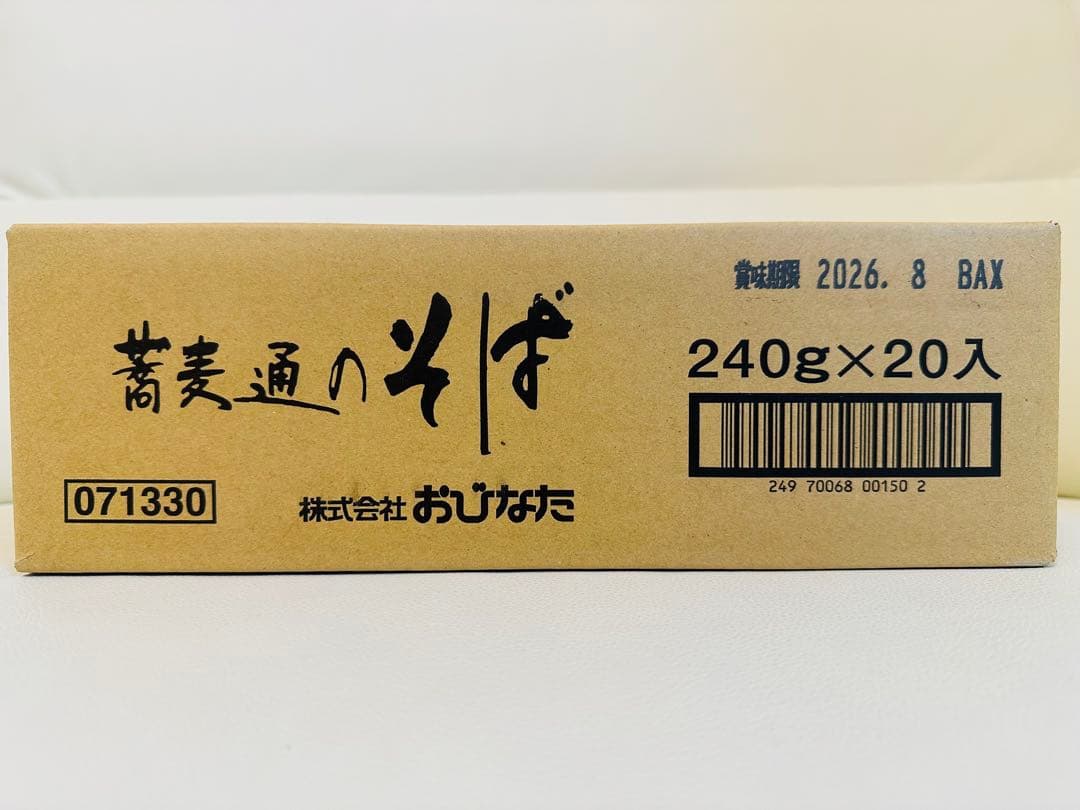 賞味期限 2026. 8 BAX
蕎麦通のそば
240g×20入
249 70068 00150 2
071330
株式会社 おびなた